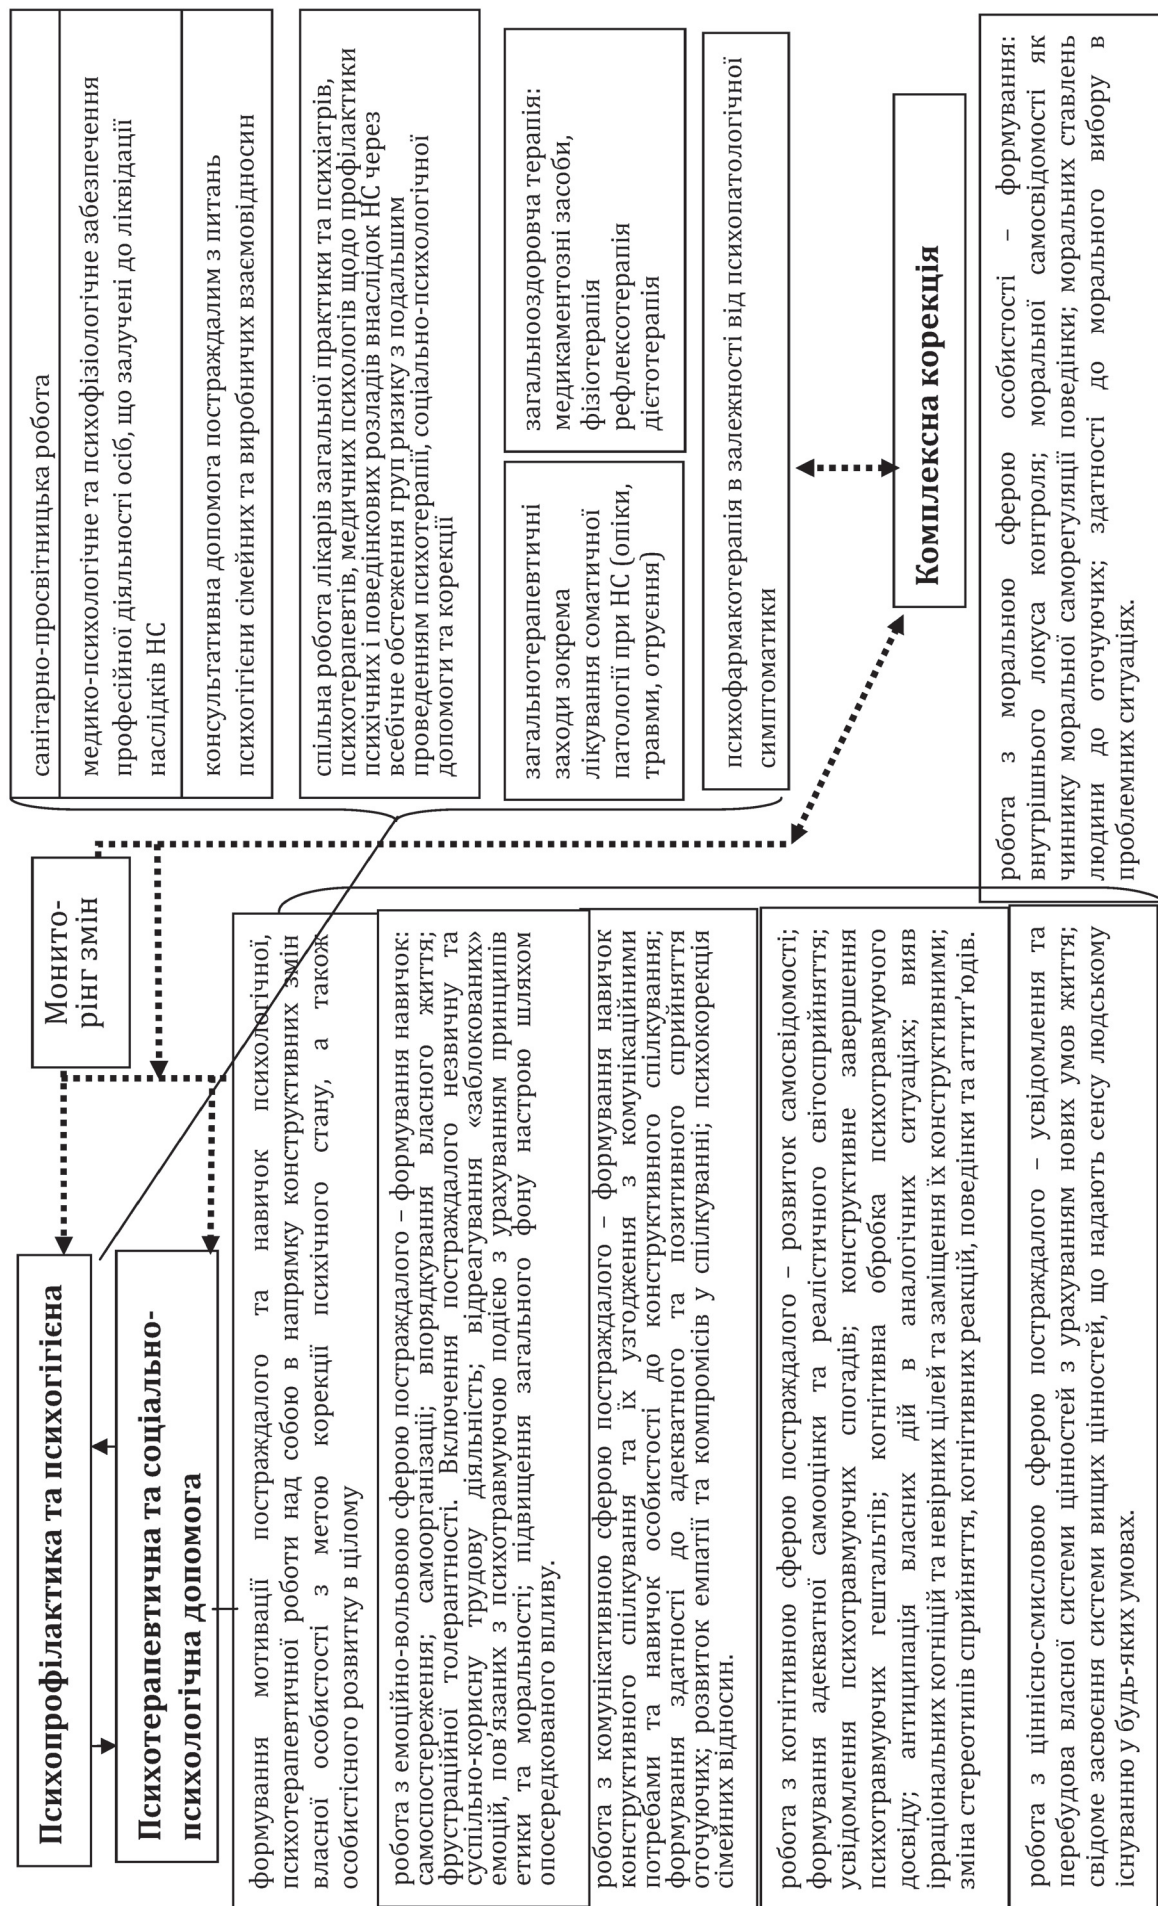 Психопрофілактика та психогігієна
Психотерапевтична та соціально-
психологічна допомога
Монито-
рінг змін
санітарно-просвітницька робота
медико-психологічне та психофізіологічне забезпечення
професійної діяльності осіб, що залучені до ліквідації
наслідків НС
консультативна допомога постраждалим з питань
психогігієни сімейних та виробничих взаємовідносин
спільна робота лікарів загальної практики та психіатрів,
психотерапевтів, медичних психологів щодо профілактики
психічних і поведінкових розладів внаслідок НС через
всебічне обстеження груп ризику з подальшим
проведенням психотерапії, соціально-психологічної
допомоги та корекції
загальнотерапевтичні
заходи зокрема
лікування соматичної
патології при НС (опіки,
травми, отруєння)
загальнооздоровча терапія:
медикаментозні засоби,
фізіотерапія
рефлексотерапія
дієтотерапія
психофармакотерапія в залежності від психопатологічної
симптоматики
Комплексна корекція
формування мотивації постраждалого та навичок психологічної,
психотерапевтичної роботи над собою в напрямку конструктивних змін
власної особистості з метою корекції психічного стану, а також
особистісного розвитку в цілому
робота з емоційно-вольовою сферою постраждалого – формування навичок:
самоспостереження; самоорганізації; впорядкування власного життя;
фрустраційної толерантності. Включення постраждалого незвичну та
суспільно-корисну трудову діяльність; відреагування «заблокованих»
емоцій, пов’язаних з психотравмуючою подією з урахуванням принципів
етики та моральності; підвищення загального фону настрою шляхом
опосередкованого впливу.
робота з комунікативною сферою постраждалого – формування навичок
конструктивного спілкування та їх узгодження з комунікаційними
потребами та навичок особистості до конструктивного спілкування;
формування здатності до адекватного та позитивного сприйняття
оточуючих; розвиток емпатії та компромісів у спілкуванні; психокорекція
сімейних відносин.
робота з когнітивною сферою постраждалого – розвиток самосвідомості;
формування адекватної самооцінки та реалістичного світосприйняття;
усвідомлення психотравмуючих спогадів; конструктивне завершення
психотравмуючих гештальтів; когнітивна обробка психотравмуючого
досвіду; антиципація власних дій в аналогічних ситуаціях; вияв
ірраціональних когніцій та невірних цілей та заміщення їх конструктивними;
зміна стереотипів сприйняття, когнітивних реакцій, поведінки та аттит’юдів.
робота з ціннісно-смисловою сферою постраждалого – усвідомлення та
перебудова власної системи цінностей з урахуванням нових умов життя;
свідоме засвоєння системи вищих цінностей, що надають сенсу людському
існуванню у будь-яких умовах.
робота з моральною сферою особистості – формування:
внутрішнього локуса контроля; моральної самосвідомості як
чиннику моральної саморегуляції поведінки; моральних ставлень
людини до оточуючих; здатності до морального вибору в
проблемних ситуаціях.